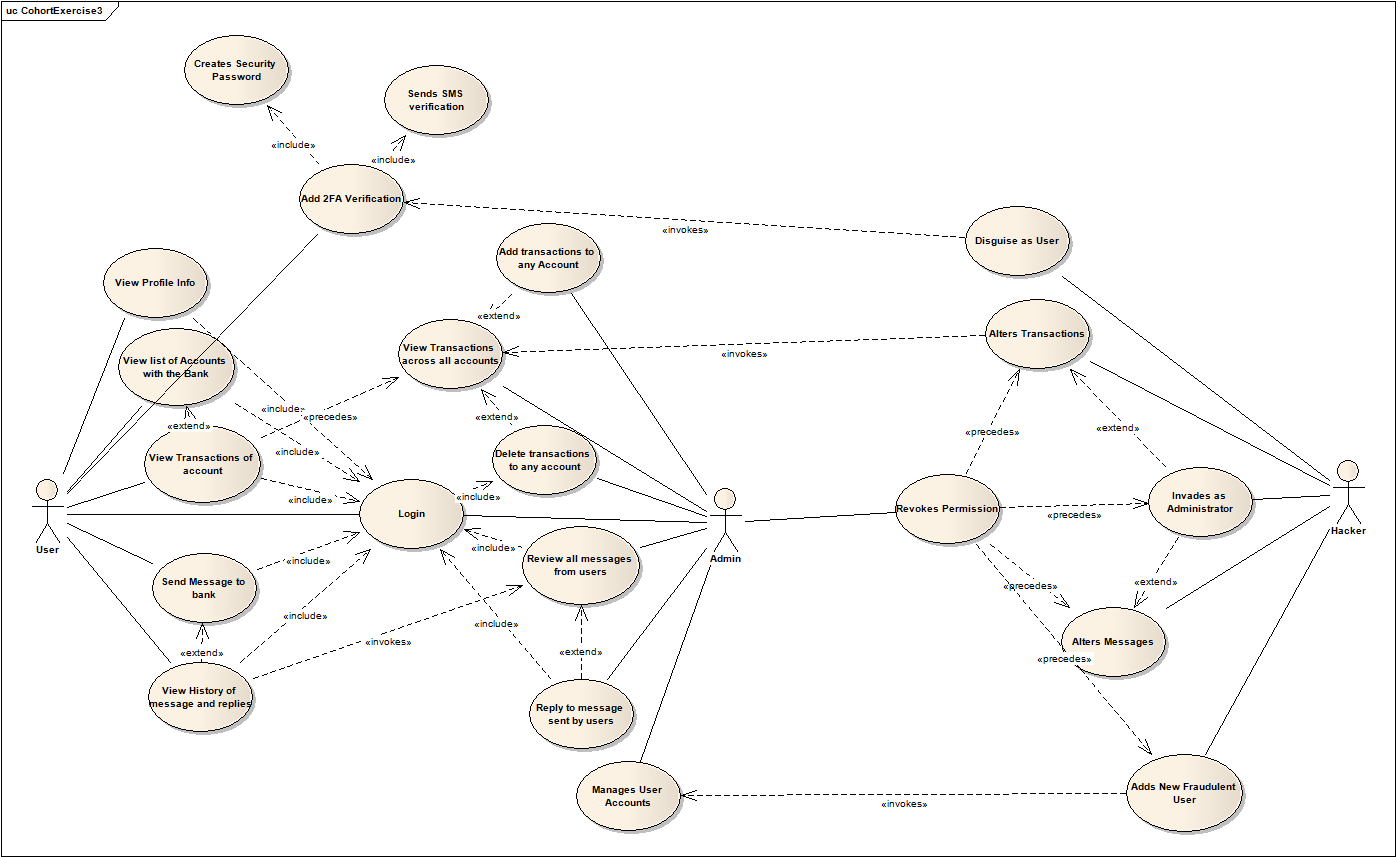 uc CohortExercise3
Creates Security
Password
Sends SMS
verification
«include»
«include»
Add 2FA Verification
«invokes»
Disguise as User
Add transactions to
any Account
View Profile Info
«extend»
Alters Transactions
View Transactions
across all accounts
«invokes»
View list of Accounts
with the Bank
«include»
«precedes»
«extend»
«extend»
«precedes»
«extend»
«include»
View Transactions of
account
Delete transactions
to any account
«include»
«include»
Login
Revokes Permission
Invades as
Administrator
«precedes»
User
Admin
Hacker
«include»
Review all messages
from users
«include»
Send Message to
bank
«precedes»
«extend»
«include»
«include»
«invokes»
Alters Messages
«extend»
«extend»
«precedes»
View History of
message and replies
Reply to message
sent by users
Manages User
Accounts
«invokes»
Adds New Fraudulent
User